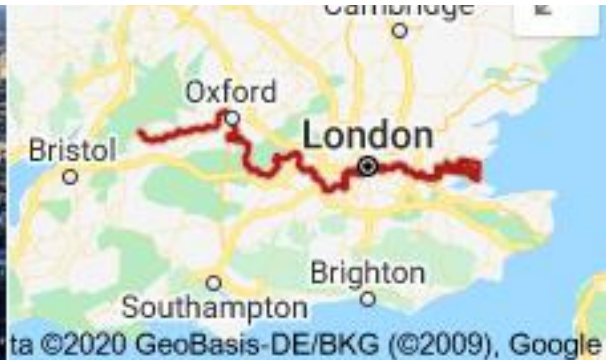 Cambridge
Oxford
London
Bristol
Brighton
Southampton
ta ©2020 GeoBasis-DE/BKG (©2009), Google